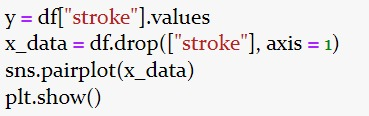 y = df["stroke"].values
x_data = df.drop(["stroke"], axis = 1)
sns.pairplot(x_data)
plt.show()